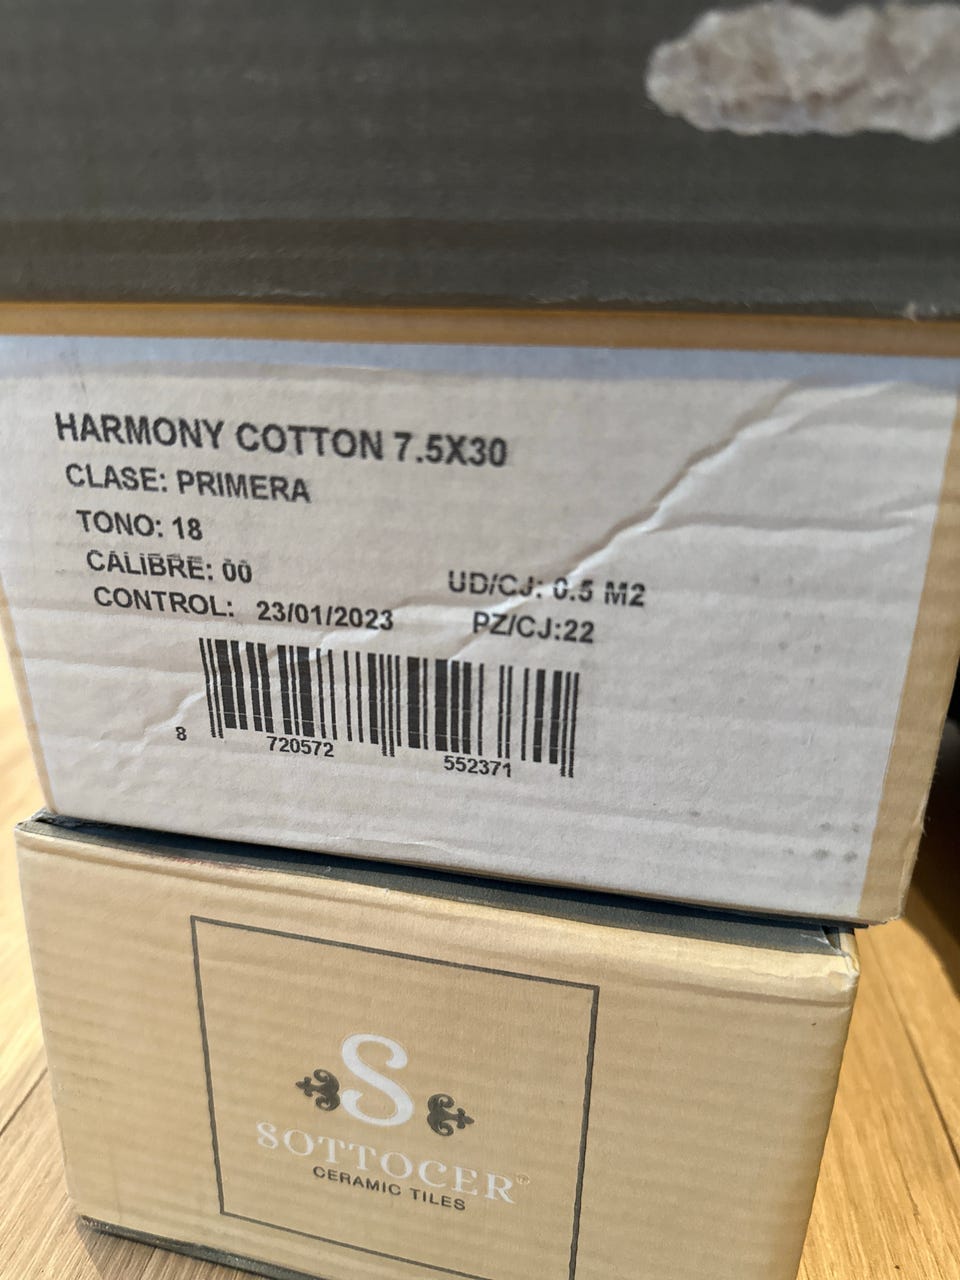 HARMONY COTTON 7.5X30
CLASE: PRIMERA
TONO: 18
CALIBRE: 00
UD/CJ: 0.5 M2
CONTROL: 23/01/2023
PZ/CJ:22
8 720572 552371
S
SOTTOCER
CERAMIC TILES